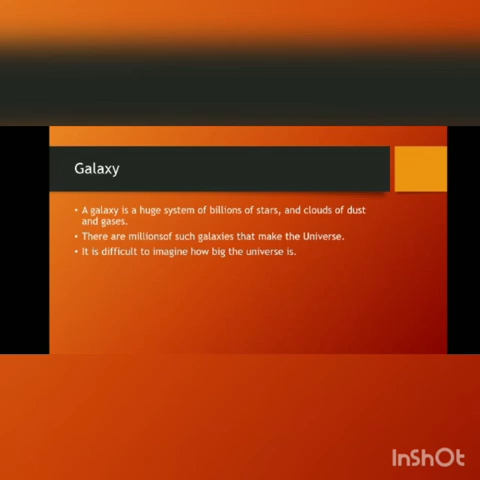 Galaxy
• A galaxy is a huge system of billions of stars, and clouds of dust
and gases.
• There are millionsof such galaxies that make the Universe.
• It is difficult to imagine how big the universe is.
InShOt